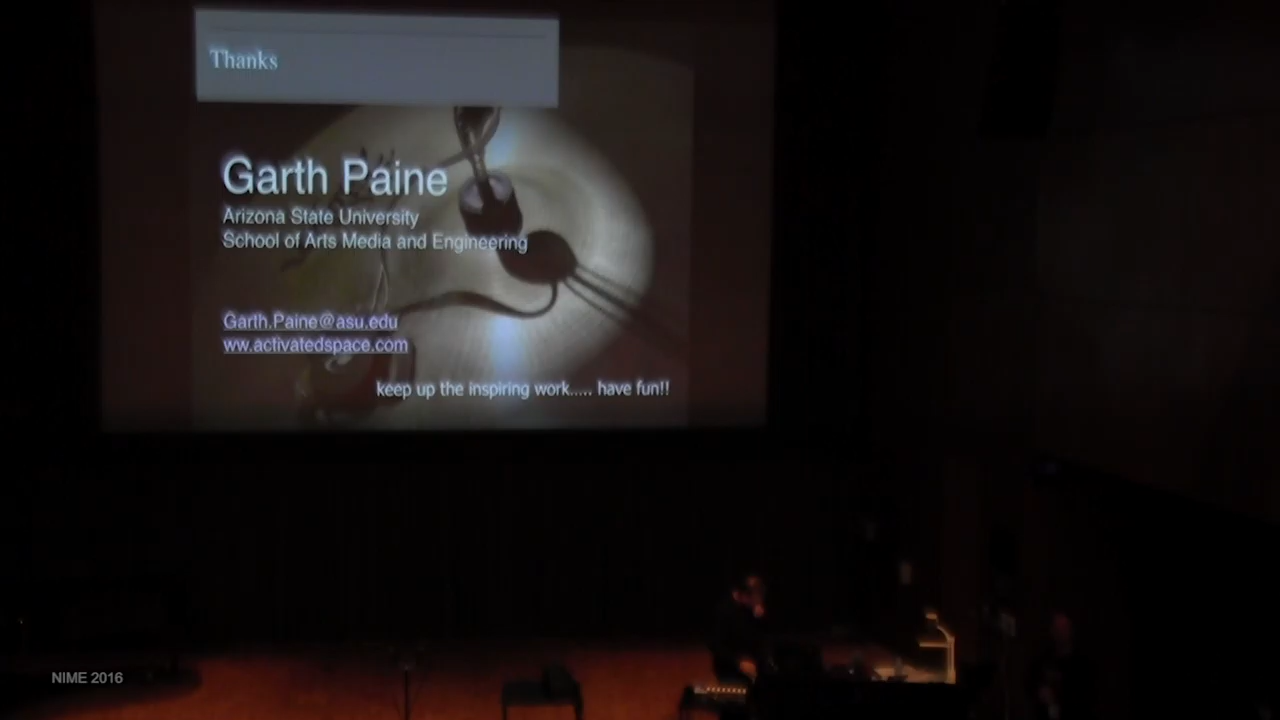 Thanks
Garth Paine
Arizona State University
School of Arts Media and Engineering
Garth.Paine@asu.edu
ww.activatedspace.com
keep up the inspiring work..... have fun!!
NIME 2016